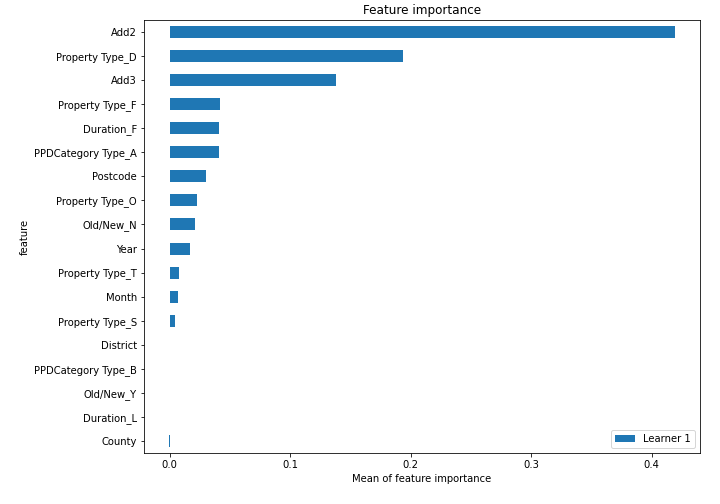 Feature importance
Add2
Property Type_D
Add3
Property Type_F
Duration_F
PPDCategory Type_A
Postcode
Property Type_O
Old/New_N
Year
Property Type_T
Month
Property Type_S
District
PPDCategory Type_B
Old/New_Y
Duration_L
County
feature
Learner 1
0.0 0.1 0.2 0.3 0.4
Mean of feature importance